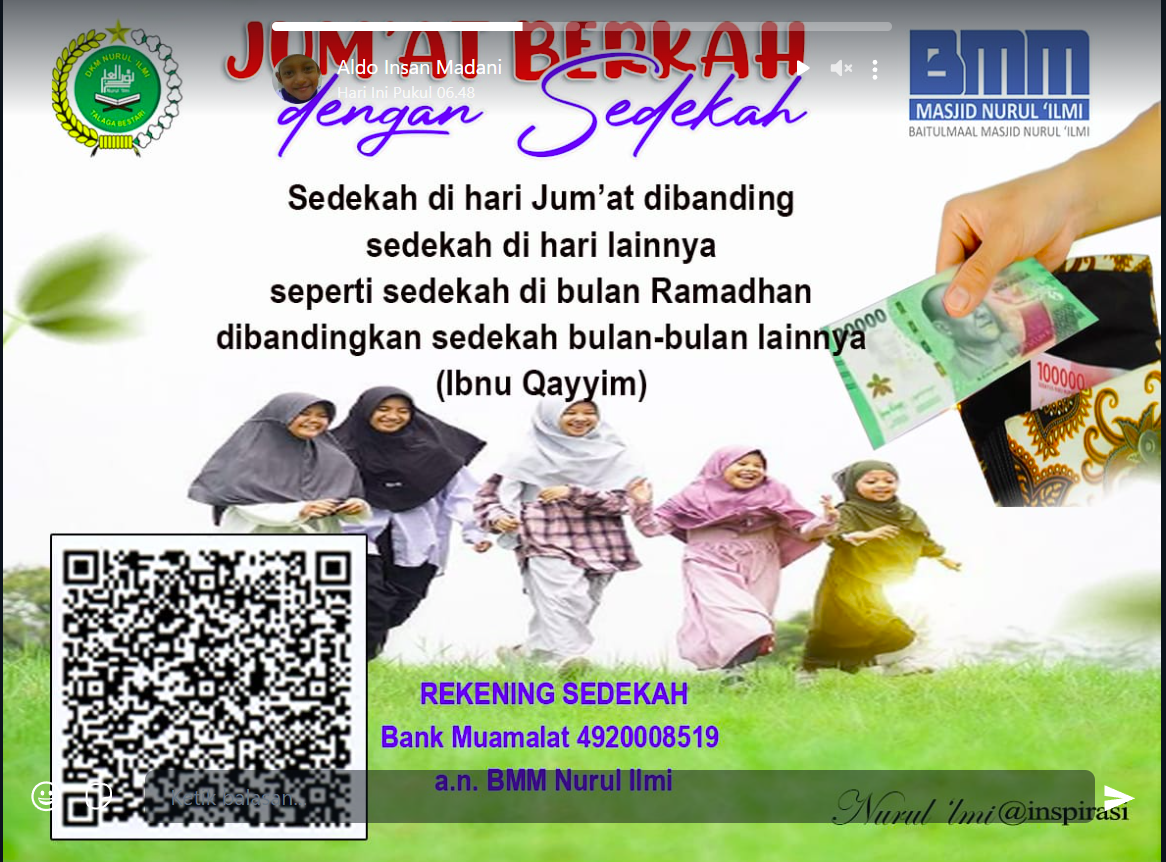 JUM'AT BERKAH
Aldo Insan Madani
Hari Ini Pukul 06.48
dengan Sedekah
DKM NURUL 'ILMI
Nurul 'Ilmi
TALAGA BESTARI
BMM
MASJID NURUL 'ILMI
BAITULMAAL MASJID NURUL 'ILMI
Sedekah di hari Jum'at dibanding
sedekah di hari lainnya
seperti sedekah di bulan Ramadhan
dibandingkan sedekah bulan-bulan lainnya
(Ibnu Qayyim)
100000
REKENING SEDEKAH
Bank Muamalat 4920008519
a.n. BMM Nurul Ilmi
Ketik balasan...
Nurul 'lmi@inspirasi